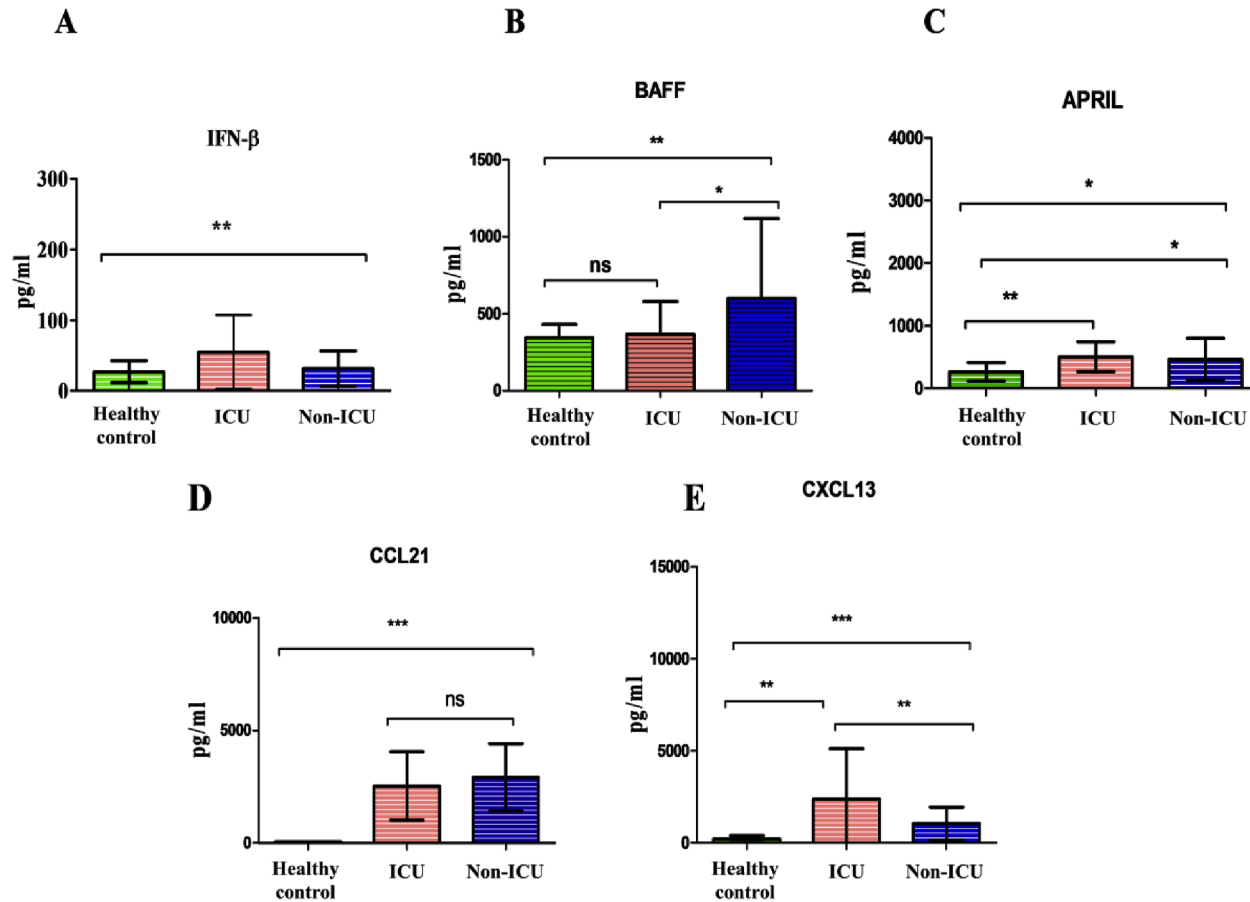 A
IFN-β
300
200
100
0
pg/ml
**
Healthy control
ICU
Non-ICU
B
BAFF
1500
1000
500
0
pg/ml
**
*
ns
Healthy control
ICU
Non-ICU
C
APRIL
4000
3000
2000
1000
0
pg/ml
*
*
**
Healthy control
ICU
Non-ICU
D
CCL21
10000
5000
0
pg/ml
***
ns
Healthy control
ICU
Non-ICU
E
CXCL13
15000
10000
5000
0
pg/ml
***
**
**
Healthy control
ICU
Non-ICU